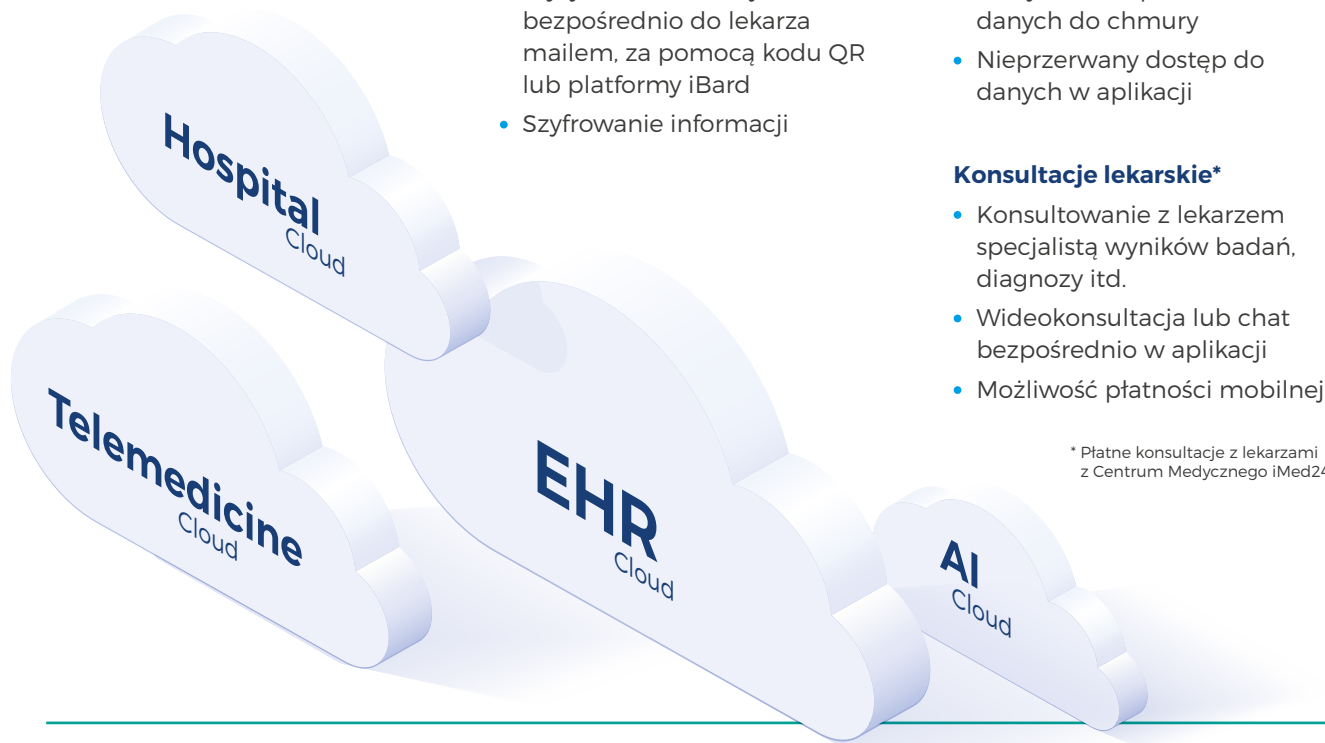 bezpośrednio do lekarza
mailem, za pomocą kodu QR
lub platformy iBard
• Szyfrowanie informacji
danych do chmury
• Nieprzerwany dostęp do
danych w aplikacji
Konsultacje lekarskie*
• Konsultowanie z lekarzem
specjalistą wyników badań,
diagnozy itd.
• Wideokonsultacja lub chat
bezpośrednio w aplikacji
• Możliwość płatności mobilnej
* Płatne konsultacje z lekarzami
z Centrum Medycznego iMed24
Hospital
Cloud
Telemedicine
Cloud
EHR
Cloud
AI
Cloud